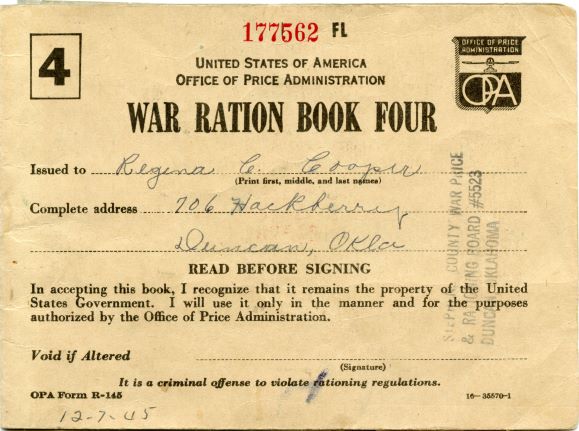 177562 FL
4
UNITED STATES OF AMERICA
OFFICE OF PRICE ADMINISTRATION
OFFICE OF PRICE
ADMINISTRATION
OPA
WAR RATION BOOK FOUR
Issued to Regina C. Cooper
(Print first, middle, and last names)
Complete address 706 Hackberry
Duncan, Okla
READ BEFORE SIGNING
In accepting this book, I recognize that it remains the property of the United
States Government. I will use it only in the manner and for the purposes
authorized by the Office of Price Administration.
Void if Altered
(Signature)
It is a criminal offense to violate rationing regulations.
OPA Form R-145
16—35570-1
12-7-45
COUNTY WAR PRICE
& RATIONING BOARD #5523
DUNCAN, OKLAHOMA